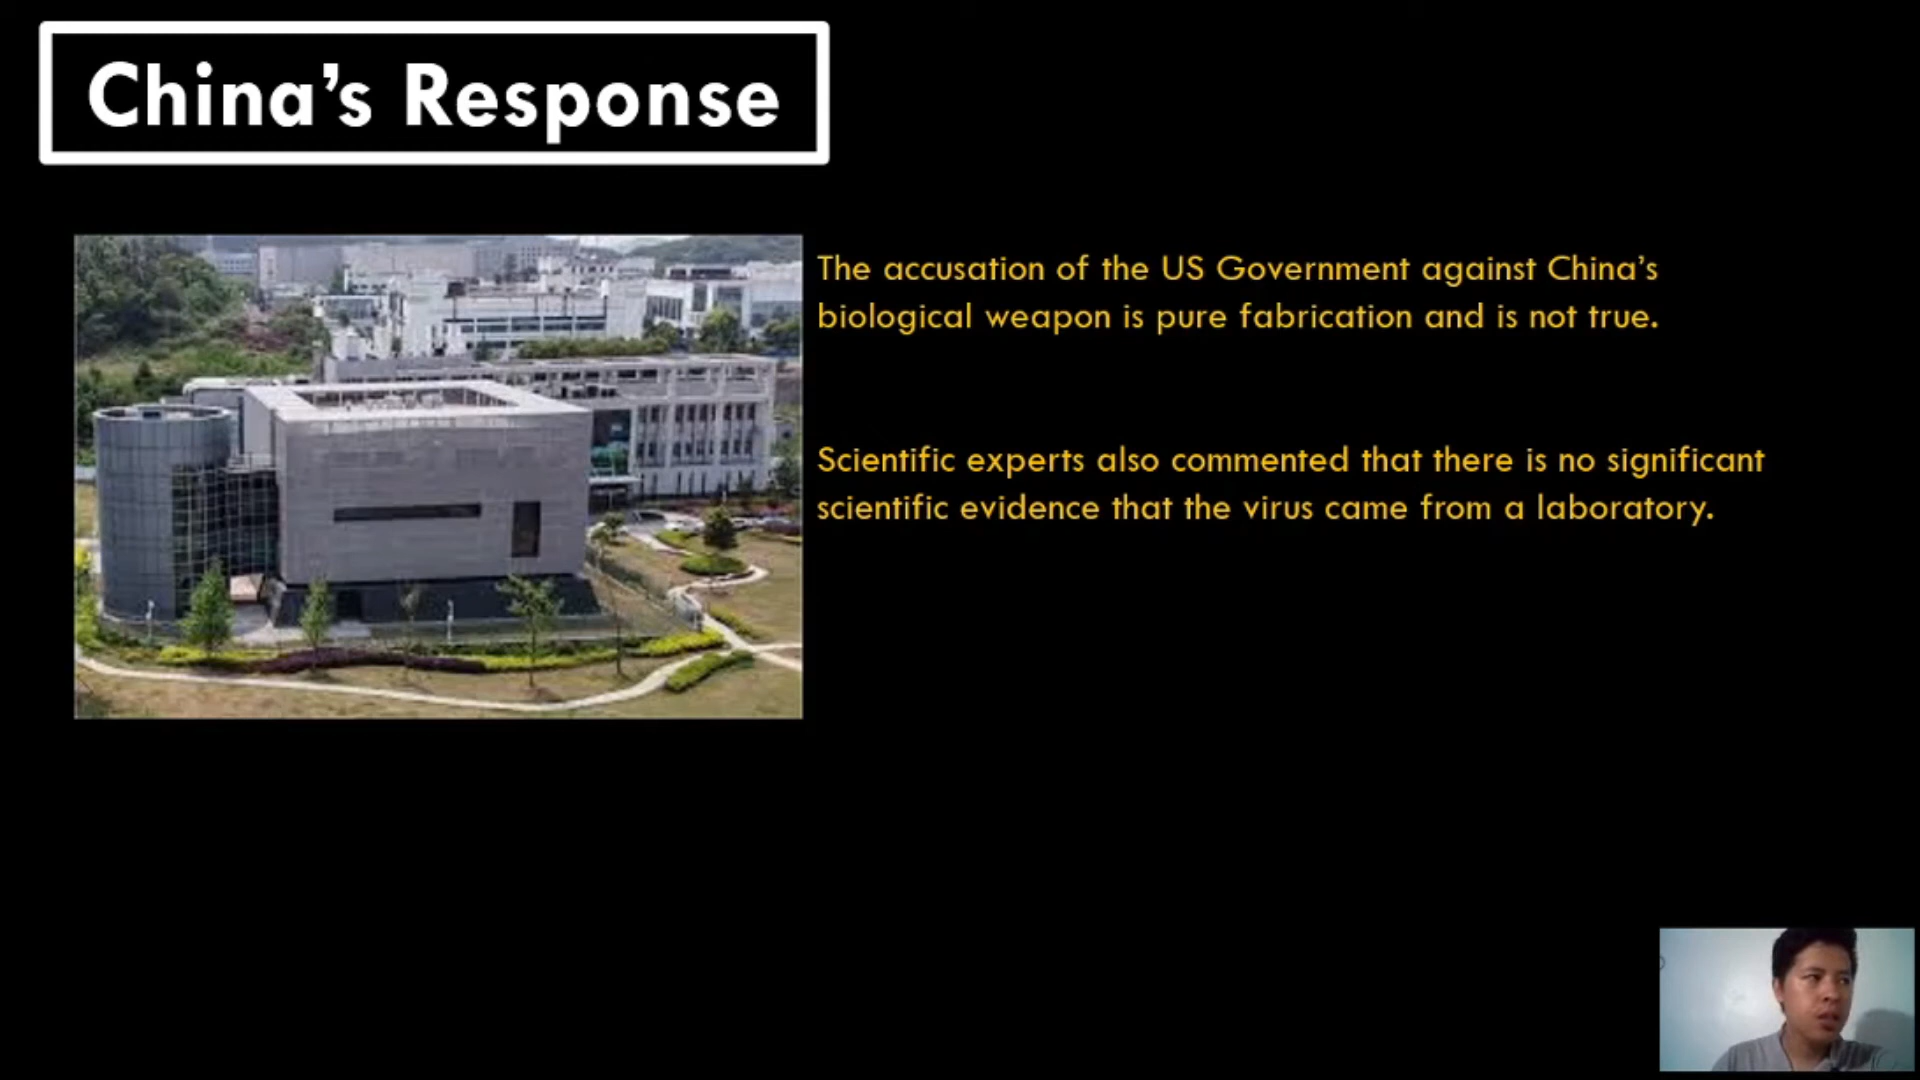 China’s Response
The accusation of the US Government against China’s
biological weapon is pure fabrication and is not true.
Scientific experts also commented that there is no significant
scientific evidence that the virus came from a laboratory.